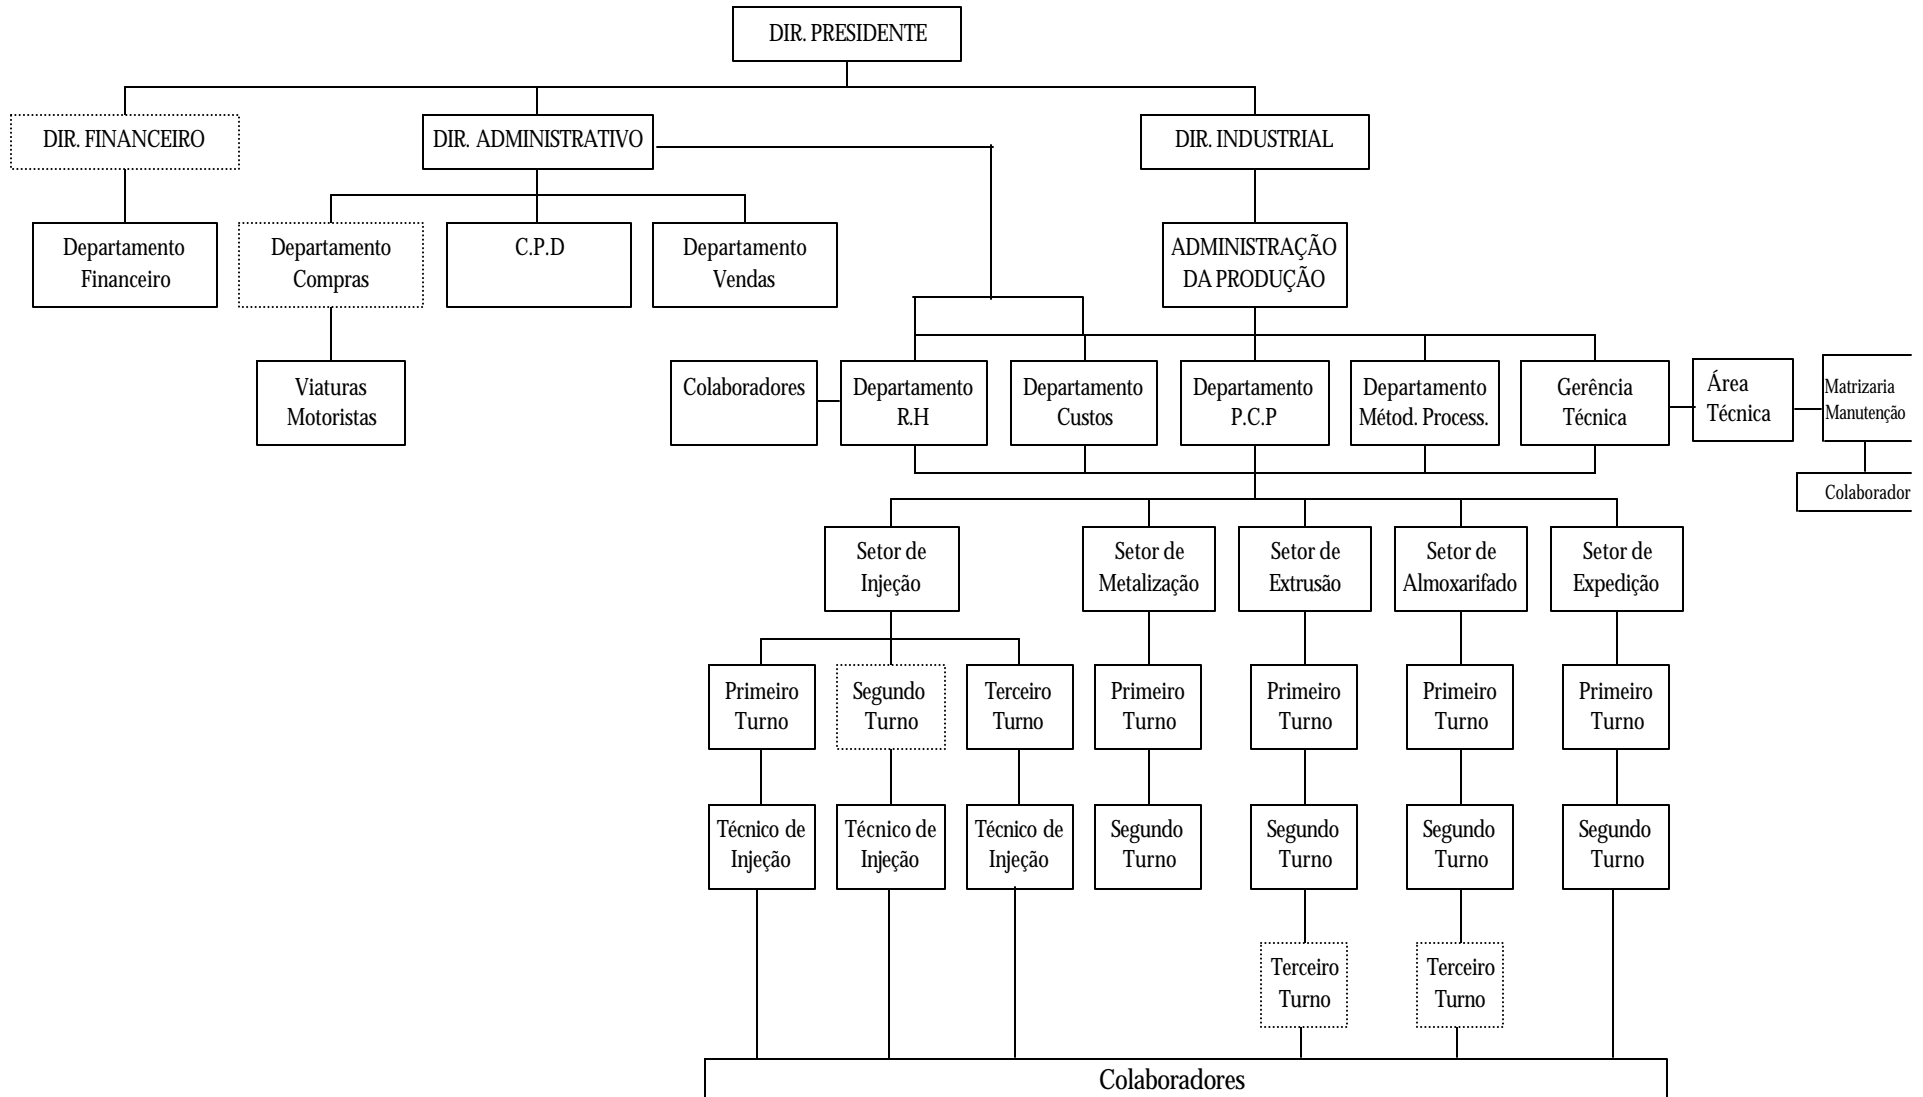 DIR. PRESIDENTE
DIR. FINANCEIRO
DIR. ADMINISTRATIVO
DIR. INDUSTRIAL
Departamento
Financeiro
Departamento
Compras
C.P.D
Departamento
Vendas
ADMINISTRAÇÃO
DA PRODUÇÃO
Viaturas
Motoristas
Colaboradores
Departamento
R.H
Departamento
Custos
Departamento
P.C.P
Departamento
Métod. Process.
Gerência
Técnica
Área
Técnica
Matrizaria
Manutenção
Colaborador
Setor de
Injeção
Setor de
Metalização
Setor de
Extrusão
Setor de
Almoxarifado
Setor de
Expedição
Primeiro
Turno
Segundo
Turno
Terceiro
Turno
Primeiro
Turno
Primeiro
Turno
Primeiro
Turno
Primeiro
Turno
Técnico de
Injeção
Técnico de
Injeção
Técnico de
Injeção
Segundo
Turno
Segundo
Turno
Segundo
Turno
Segundo
Turno
Terceiro
Turno
Terceiro
Turno
Colaboradores